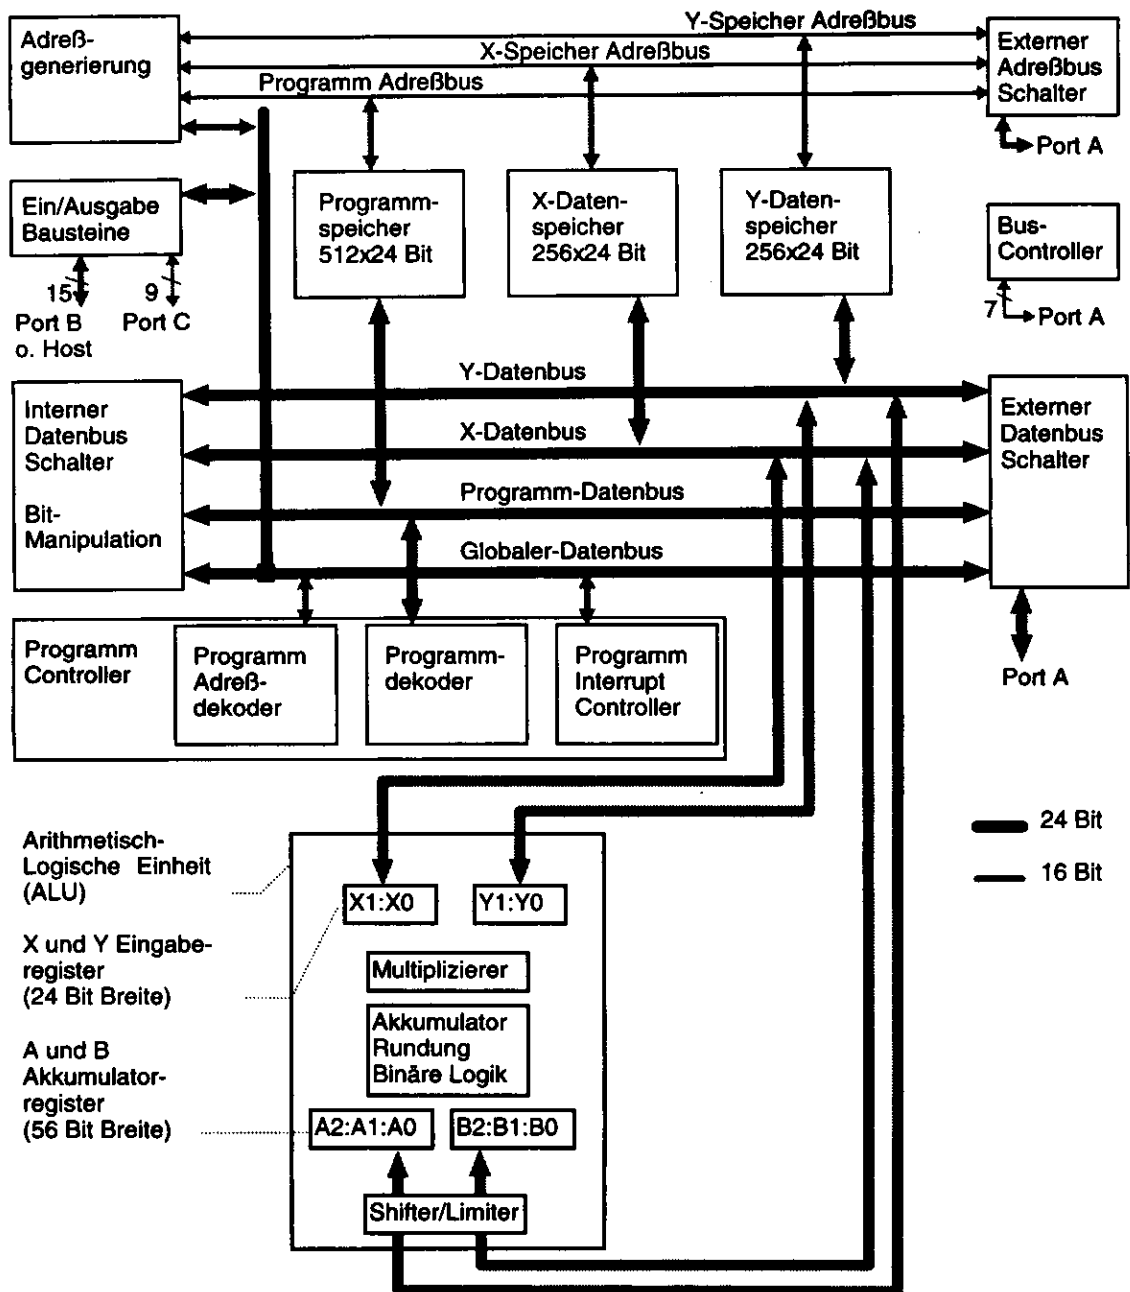 Y-Speicher Adreßbus
X-Speicher Adreßbus
Programm Adreßbus
Adreß-
generierung
Externer
Adreßbus
Schalter
Port A
Ein/Ausgabe
Bausteine
15
9
Port B
o. Host
Port C
Programm-
speicher
512x24 Bit
X-Daten-
speicher
256x24 Bit
Y-Daten-
speicher
256x24 Bit
Bus-
Controller
7
Port A
Y-Datenbus
X-Datenbus
Programm-Datenbus
Globaler-Datenbus
Interner
Datenbus
Schalter
Bit-
Manipulation
Externer
Datenbus
Schalter
Port A
Programm
Controller
Programm
Adreß-
dekoder
Programm-
dekoder
Programm
Interrupt
Controller
24 Bit
16 Bit
Arithmetisch-
Logische Einheit
(ALU)
X1:X0
Y1:Y0
X und Y Eingabe-
register
(24 Bit Breite)
Multiplizierer
Akkumulator
Rundung
Binäre Logik
A und B
Akkumulator-
register
(56 Bit Breite)
A2:A1:A0
B2:B1:B0
Shifter/Limiter